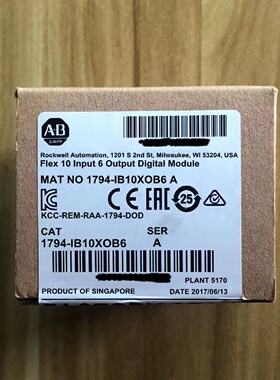 AB
Rockwell Automation, 1201 S 2nd St, Milwaukee, WI 53204, USA
Flex 10 Input 6 Output Digital Module
MAT NO 1794-IB10XOB6 A
EAC 25
KCC-REM-RAA-1794-DOD
CAT SER
1794-IB10XOB6 A
PLANT 5170
PRODUCT OF SINGAPORE DATE 2017/06/13